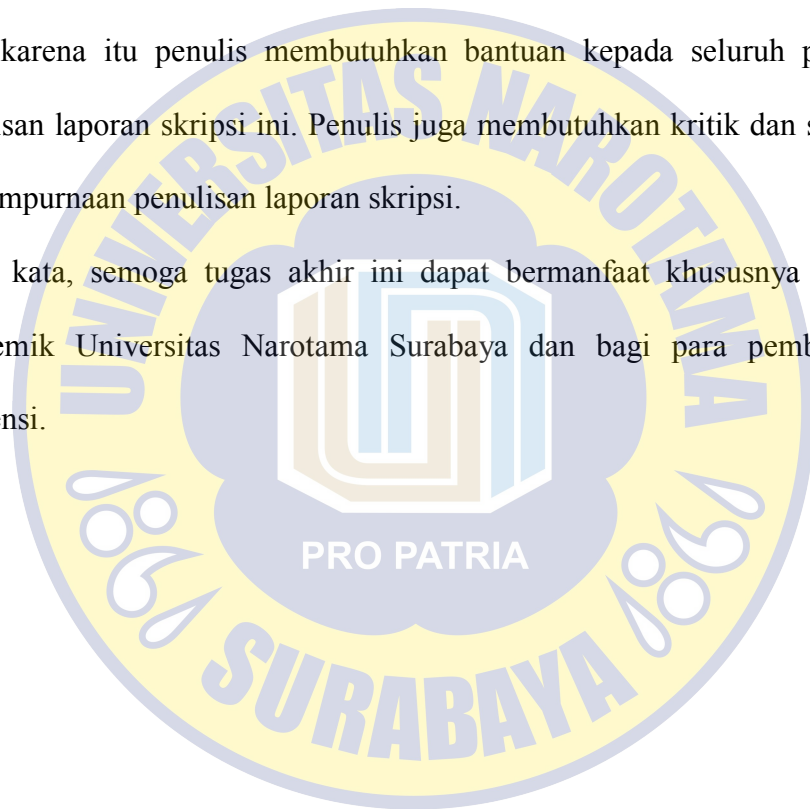 karena itu penulis membutuhkan bantuan kepada seluruh p
isan laporan skripsi ini. Penulis juga membutuhkan kritik dan s
mpurnaan penulisan laporan skripsi.
kata, semoga tugas akhir ini dapat bermanfaat khususnya
emik Universitas Narotama Surabaya dan bagi para pemb
ensi.
UNIVERSITAS NAROTAMA
PRO PATRIA
SURABAYA